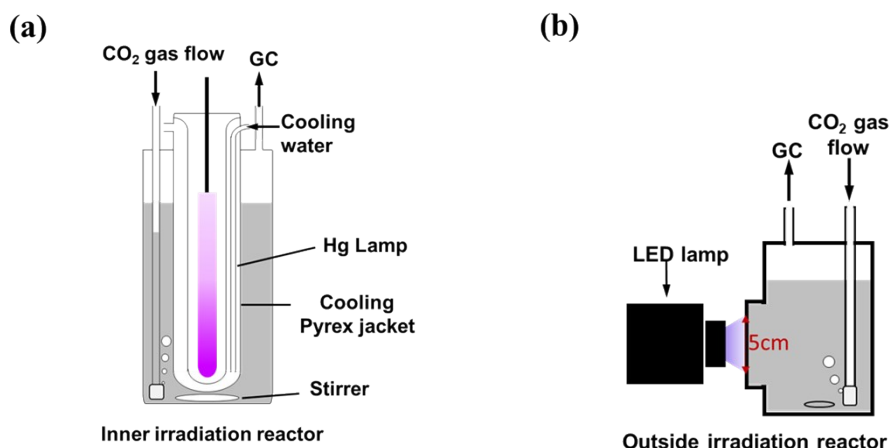 (a)
CO₂ gas flow
GC
Cooling
water
Hg Lamp
Cooling
Pyrex jacket
Stirrer
Inner irradiation reactor
(b)
CO₂ gas
flow
GC
LED lamp
5cm
Outside irradiation reactor